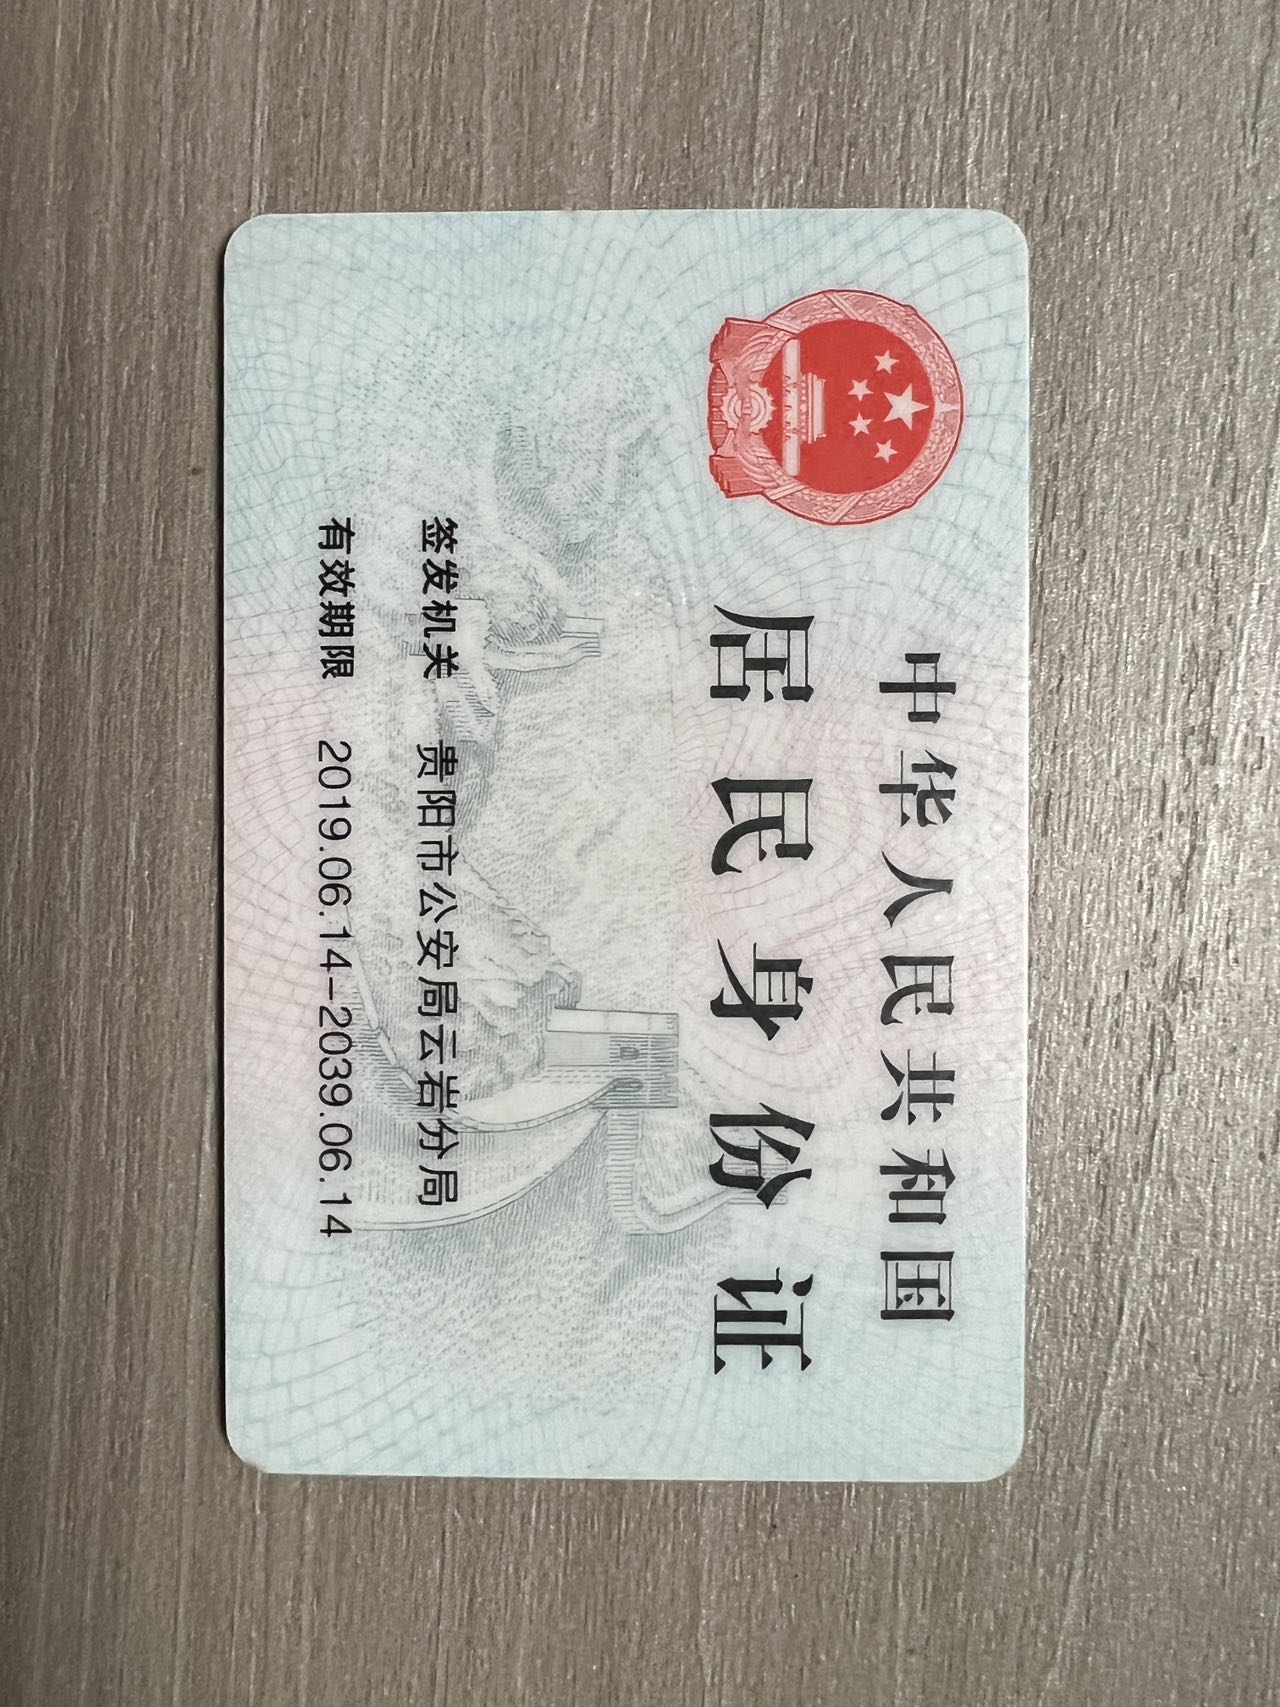 中华人民共和国
居民身份证
签发机关 贵阳市公安局云岩分局
有效期限 2019.06.14-2039.06.14